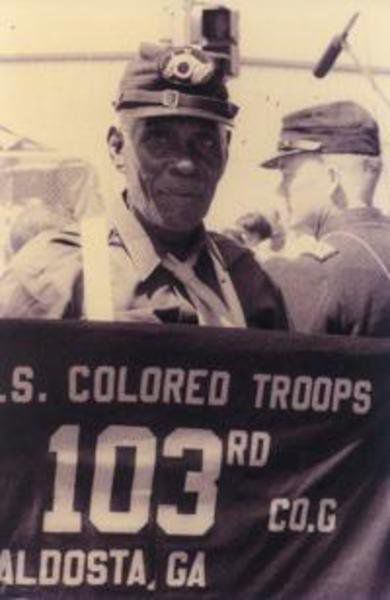 .S. COLORED TROOPS
103RD
CO.G
ALDOSTA, GA